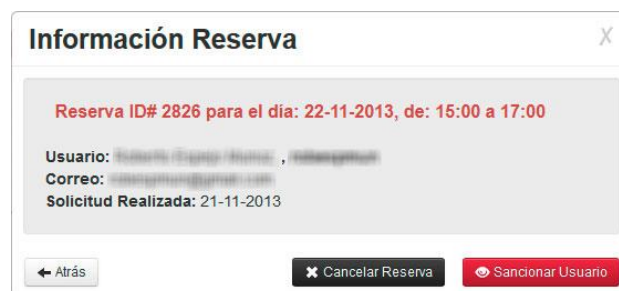 Información Reserva X
Reserva ID# 2826 para el día: 22-11-2013, de: 15:00 a 17:00
Usuario: ,
Correo:
Solicitud Realizada: 21-11-2013
Atrás Cancelar Reserva Sancionar Usuario